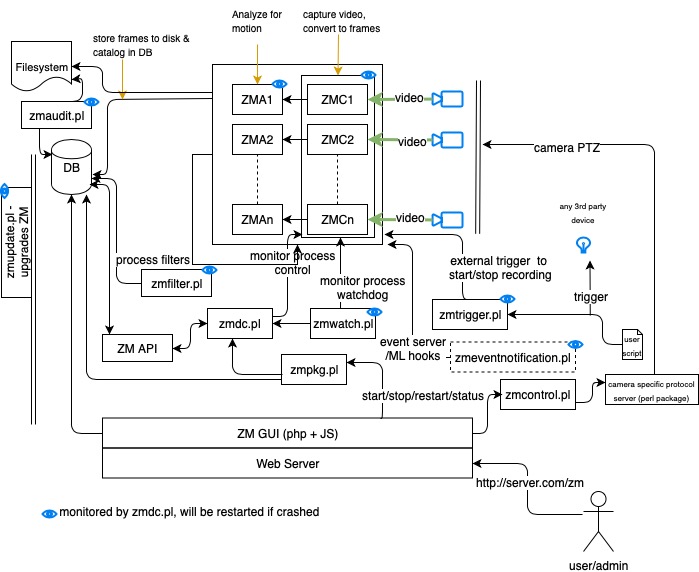 Analyze for
motion
capture video,
convert to frames
store frames to disk &
catalog in DB
Filesystem
zmaudit.pl
DB
ZMA1
ZMC1
video
ZMA2
ZMC2
video
ZMAn
ZMCn
video
camera PTZ
zmupdate.pl -
upgrades ZM
any 3rd party
device
process filters
monitor process
control
zmfilter.pl
monitor process
watchdog
external trigger to
start/stop recording
trigger
zmdc.pl
zmwatch.pl
zmtrigger.pl
ZM API
event server
/ML hooks
zmeventnotification.pl
user
script
zmpkg.pl
start/stop/restart/status
zmcontrol.pl
camera specific protocol
server (perl package)
ZM GUI (php + JS)
Web Server
http://server.com/zm
monitored by zmdc.pl, will be restarted if crashed
user/admin